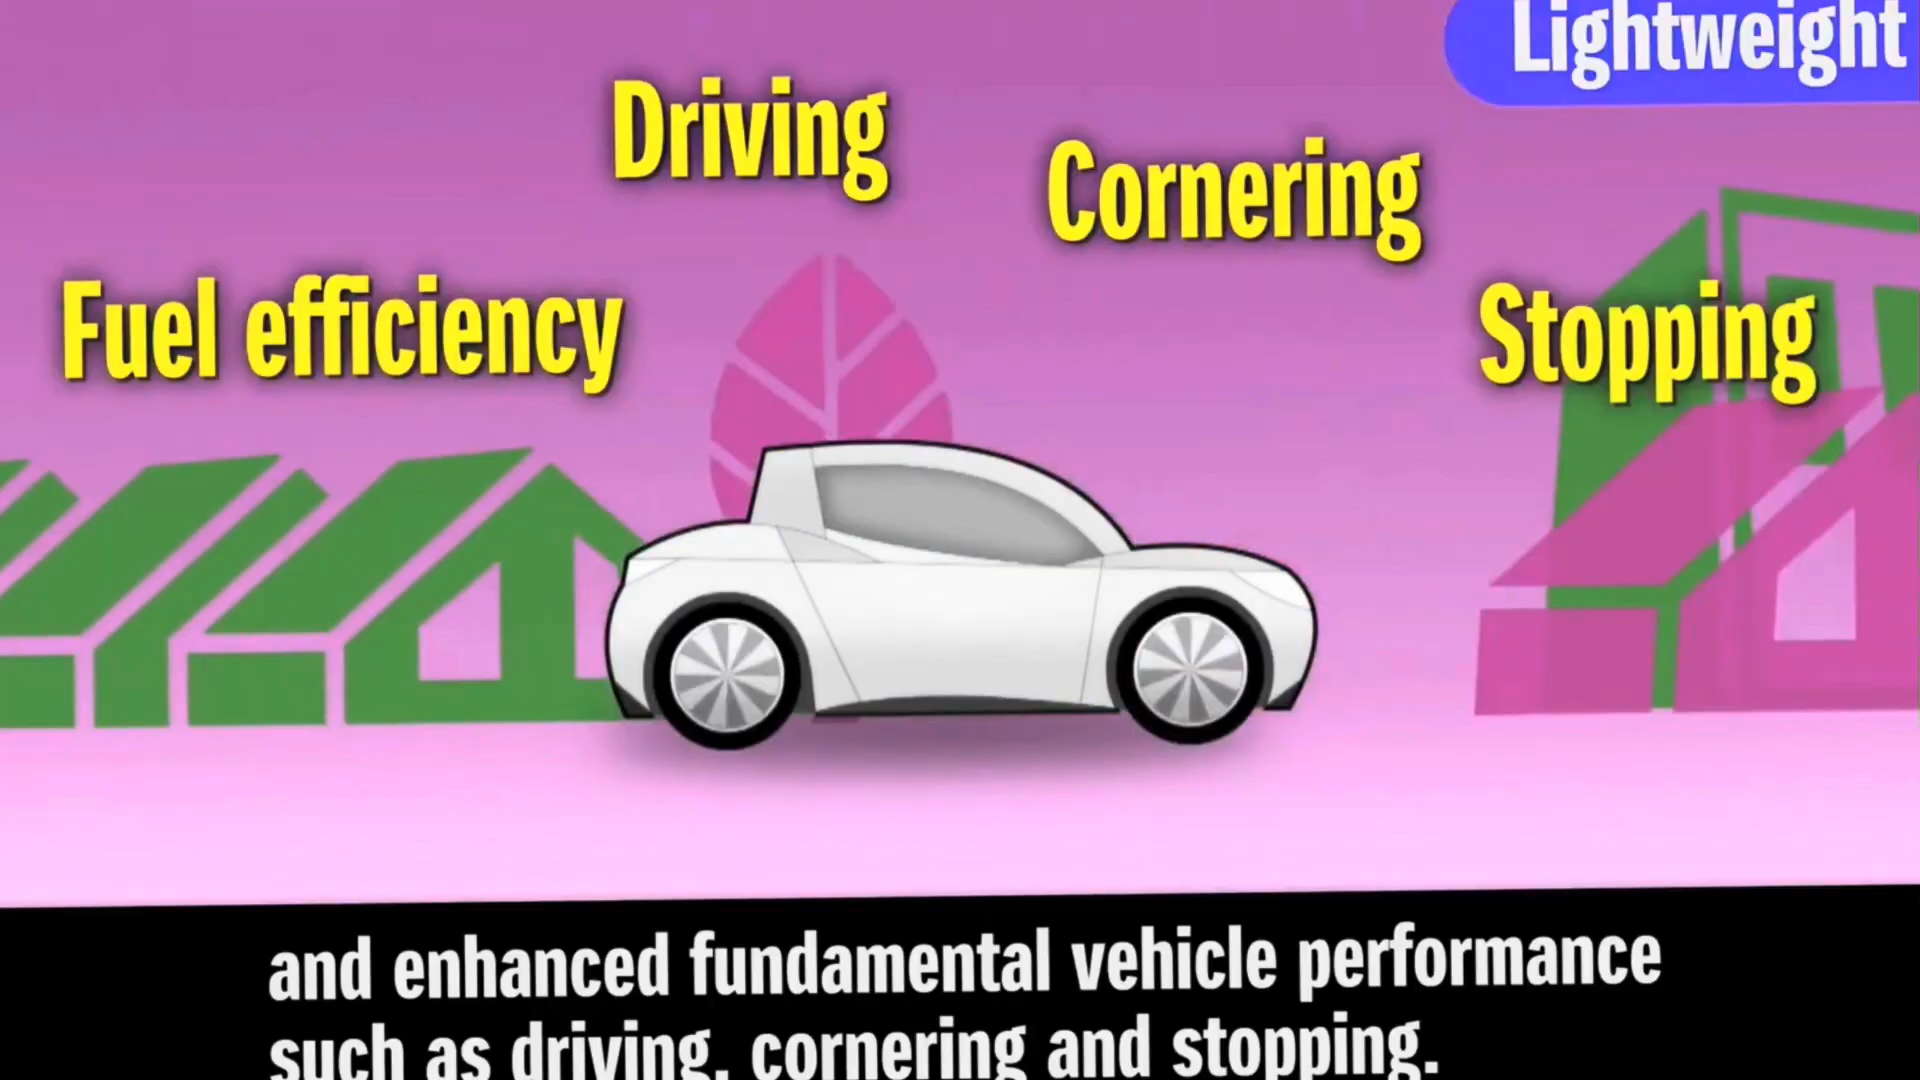 Lightweight
Driving
Cornering
Fuel efficiency
Stopping
and enhanced fundamental vehicle performance
such as driving, cornering and stopping.